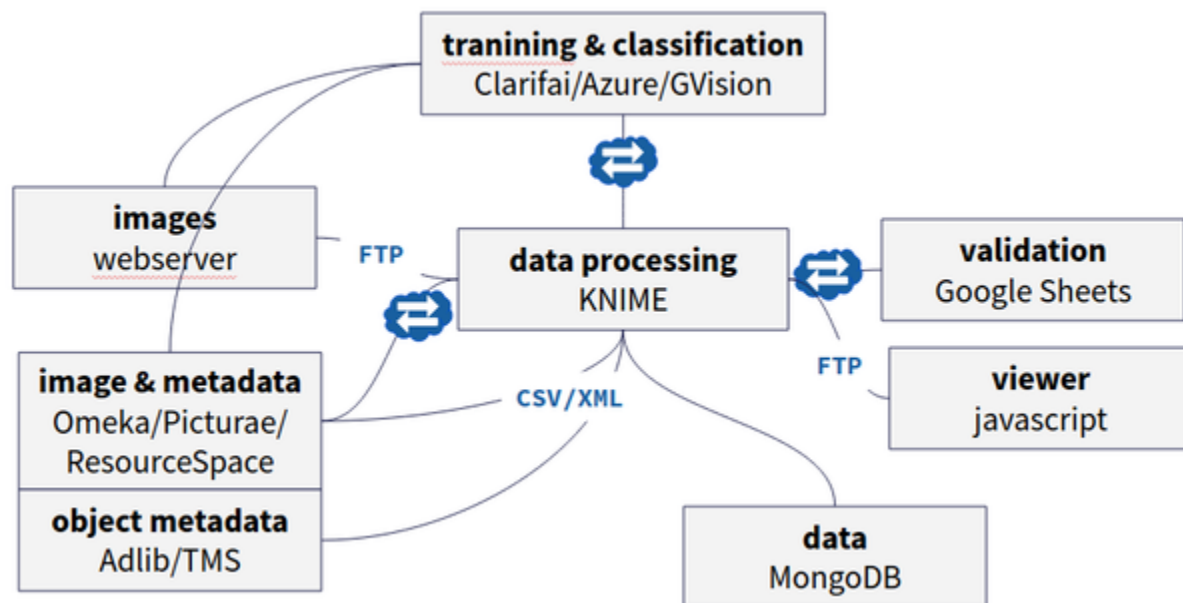 tranining & classification
Clarifai/Azure/GVision
images
webserver
FTP
data processing
KNIME
validation
Google Sheets
image & metadata
Omeka/Picturae/
ResourceSpace
CSV/XML
FTP
viewer
javascript
object metadata
Adlib/TMS
data
MongoDB